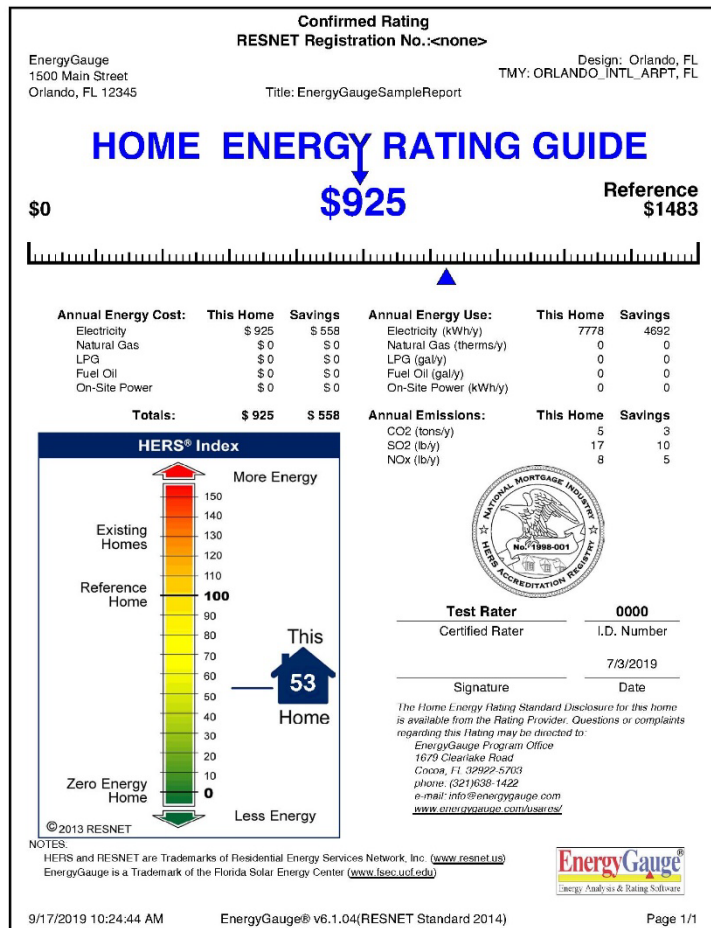 Confirmed Rating
RESNET Registration No.:<none>
EnergyGauge
1500 Main Street
Orlando, FL 12345
Title: EnergyGaugeSampleReport
Design: Orlando, FL
TMY: ORLANDO_INTL_ARPT, FL
HOME ENERGY RATING GUIDE
$0
$925
Reference
$1483
Annual Energy Cost: This Home Savings
Electricity $ 925 $ 558
Natural Gas $ 0 $ 0
LPG $ 0 $ 0
Fuel Oil $ 0 $ 0
On-Site Power $ 0 $ 0
Totals: $ 925 $ 558
Annual Energy Use: This Home Savings
Electricity (kWh/y) 7778 4692
Natural Gas (therms/y) 0 0
LPG (gal/y) 0 0
Fuel Oil (gal/y) 0 0
On-Site Power (kWh/y) 0 0
Annual Emissions: This Home Savings
CO2 (tons/y) 5 3
SO2 (lb/y) 17 10
NOx (lb/y) 8 5
HERS® Index
More Energy
150
140
Existing
Homes
130
120
110
Reference
Home
100
90
80
70
60
50
40
30
20
10
Zero Energy
Home
0
This
53
Home
Less Energy
©2013 RESNET
NATIONAL MORTGAGE INDUSTRY
No. 1998-001
HERS ACCREDITATION REGISTRY
Test Rater 0000
Certified Rater I.D. Number
7/3/2019
Signature Date
The Home Energy Rating Standard Disclosure for this home
is available from the Rating Provider. Questions or complaints
regarding this Rating may be directed to:
EnergyGauge Program Office
1679 Clearlake Road
Cocoa, FL 32922-5703
phone: (321)638-1422
e-mail: info@energygauge.com
www.energygauge.com/usares/
NOTES:
HERS and RESNET are Trademarks of Residential Energy Services Network, Inc. (www.resnet.us)
EnergyGauge is a Trademark of the Florida Solar Energy Center (www.fsec.ucf.edu)
EnergyGauge®
Energy Analysis & Rating Software
9/17/2019 10:24:44 AM EnergyGauge® v6.1.04(RESNET Standard 2014) Page 1/1